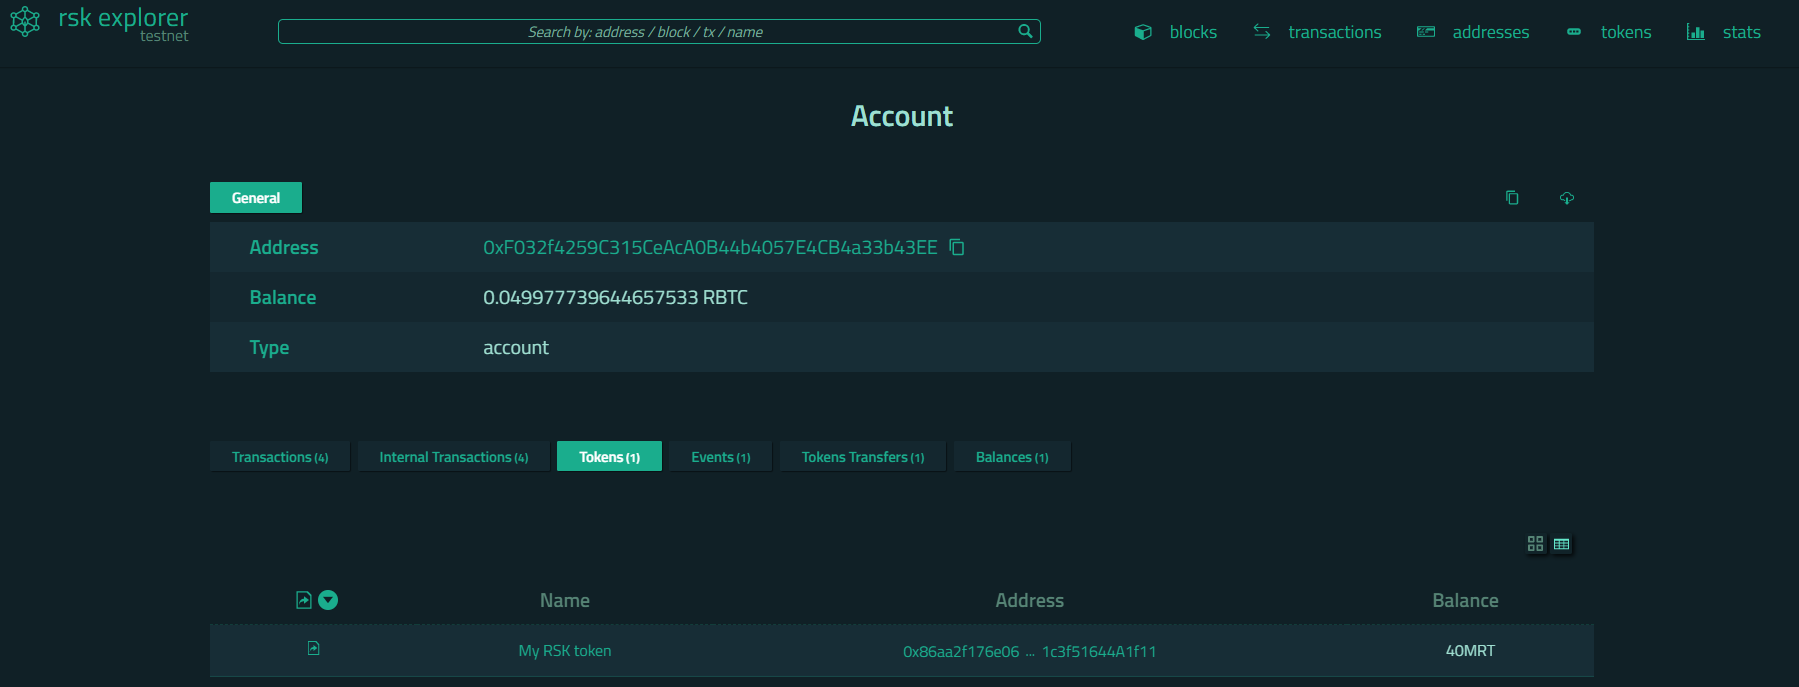 rsk explorer
testnet
Search by: address / block / tx / name
blocks
transactions
addresses
tokens
stats
Account
General
Address 0xF032f4259C315CeAcA0B44b4057E4CB4a33b43EE
Balance 0.049977739644657533 RBTC
Type account
Transactions (4) Internal Transactions (4) Tokens (1) Events (1) Tokens Transfers (1) Balances (1)
Name Address Balance
My RSK token 0x86aa2f176e06 ... 1c3f51644A1f11 40MRT